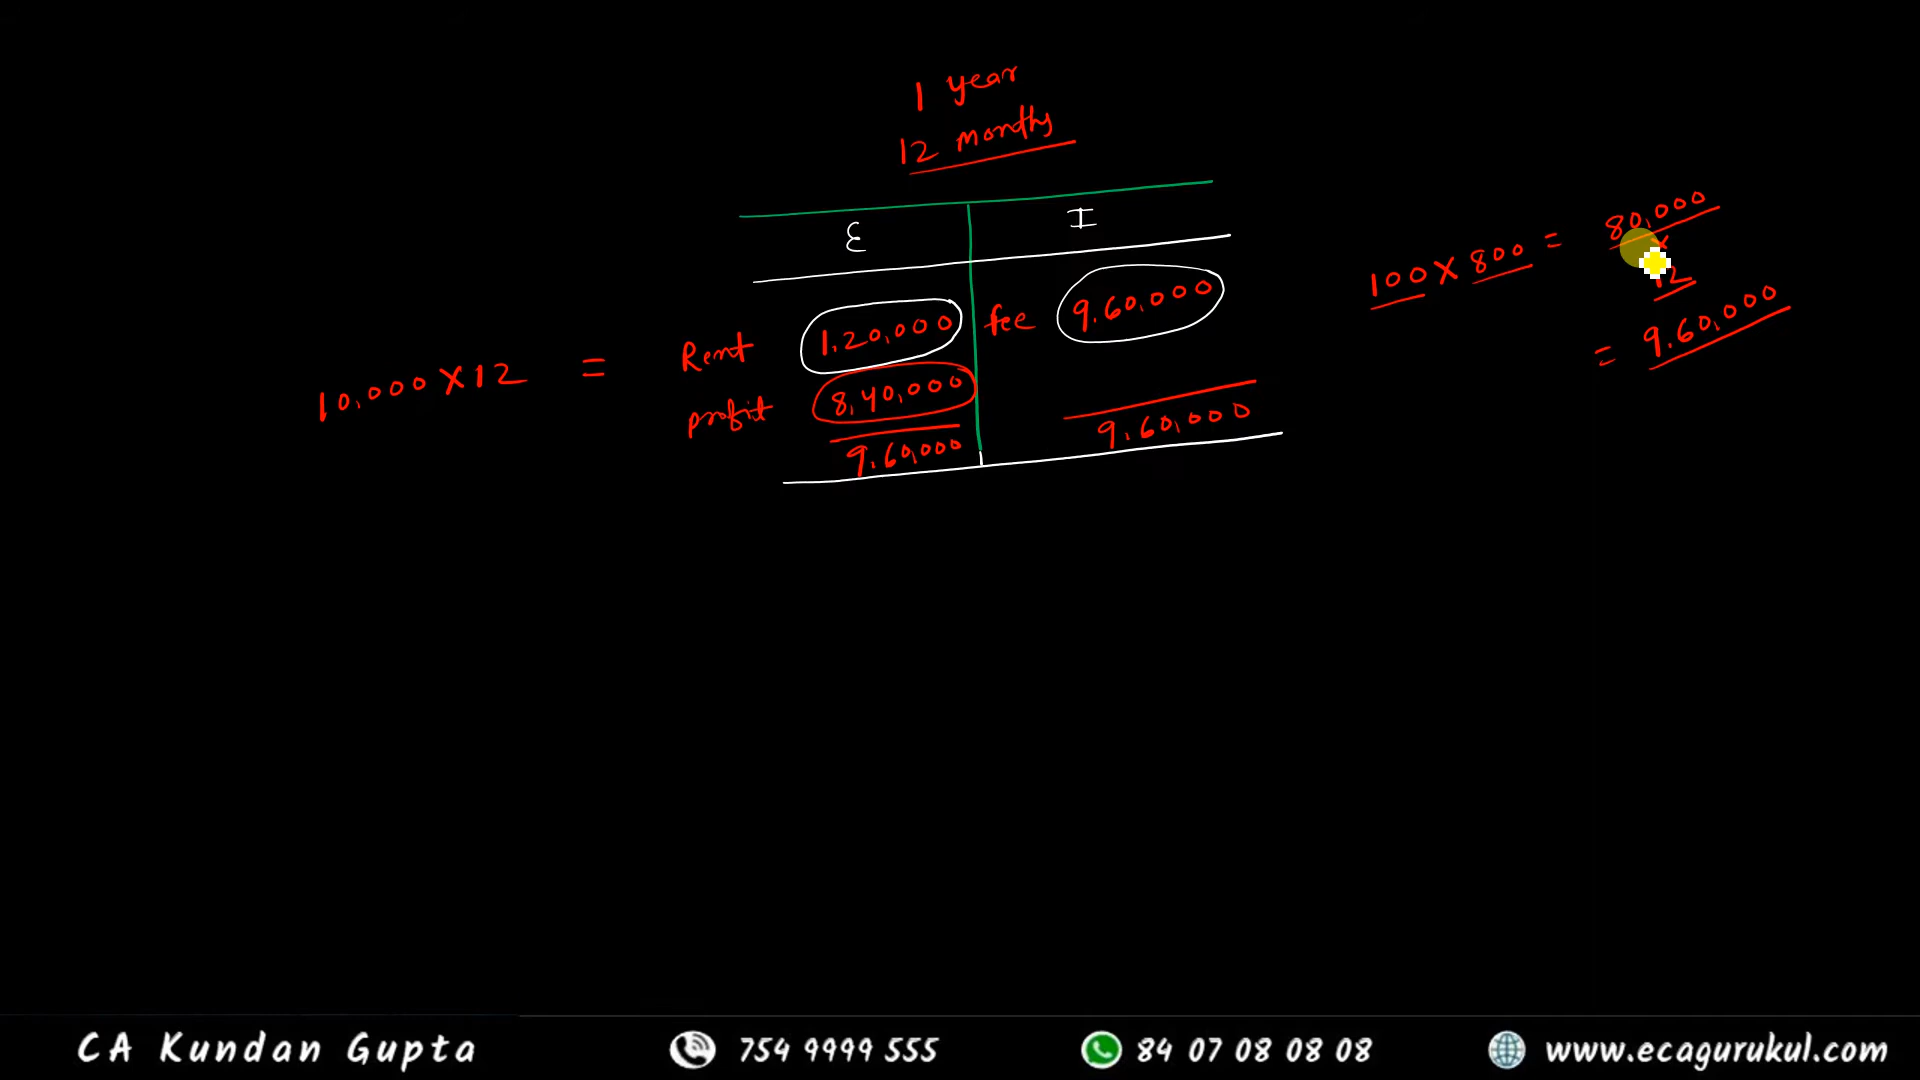 1 year
12 months
E I
100 X 800 = 80,000
x
12
= 9,60,000
10,000 X 12 = Rent 1,20,000 fee 9,60,000
profit 8,40,000
9,60,000 9,60,000
CA Kundan Gupta 754 9999 555 84 07 08 08 08 www.ecagurukul.com